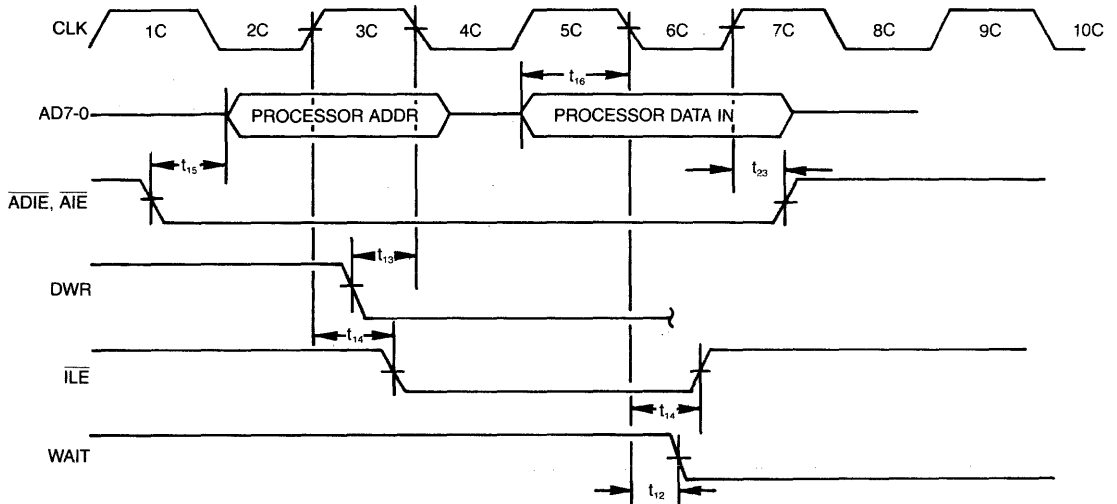 CLK 1C 2C 3C 4C 5C 6C 7C 8C 9C 10C
t16
AD7-0 PROCESSOR ADDR PROCESSOR DATA IN
t15 t23
ADIE, AIE
t13
DWR
t14
ILE
t14
WAIT
t12